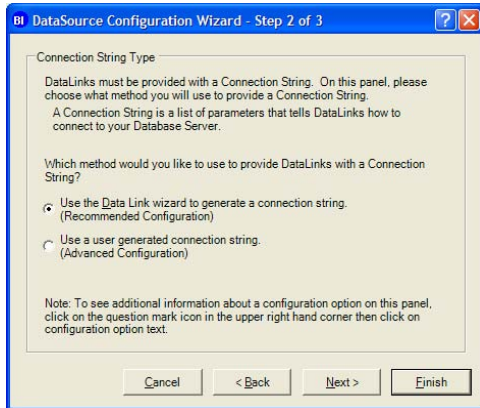 BI DataSource Configuration Wizard - Step 2 of 3
Connection String Type
DataLinks must be provided with a Connection String. On this panel, please
choose what method you will use to provide a Connection String.
A Connection String is a list of parameters that tells DataLinks how to
connect to your Database Server.
Which method would you like to use to provide DataLinks with a Connection
String?
Use the Data Link wizard to generate a connection string.
(Recommended Configuration)
Use a user generated connection string.
(Advanced Configuration)
Note: To see additional information about a configuration option on this panel,
click on the question mark icon in the upper right hand corner then click on
configuration option text.
Cancel < Back Next > Finish